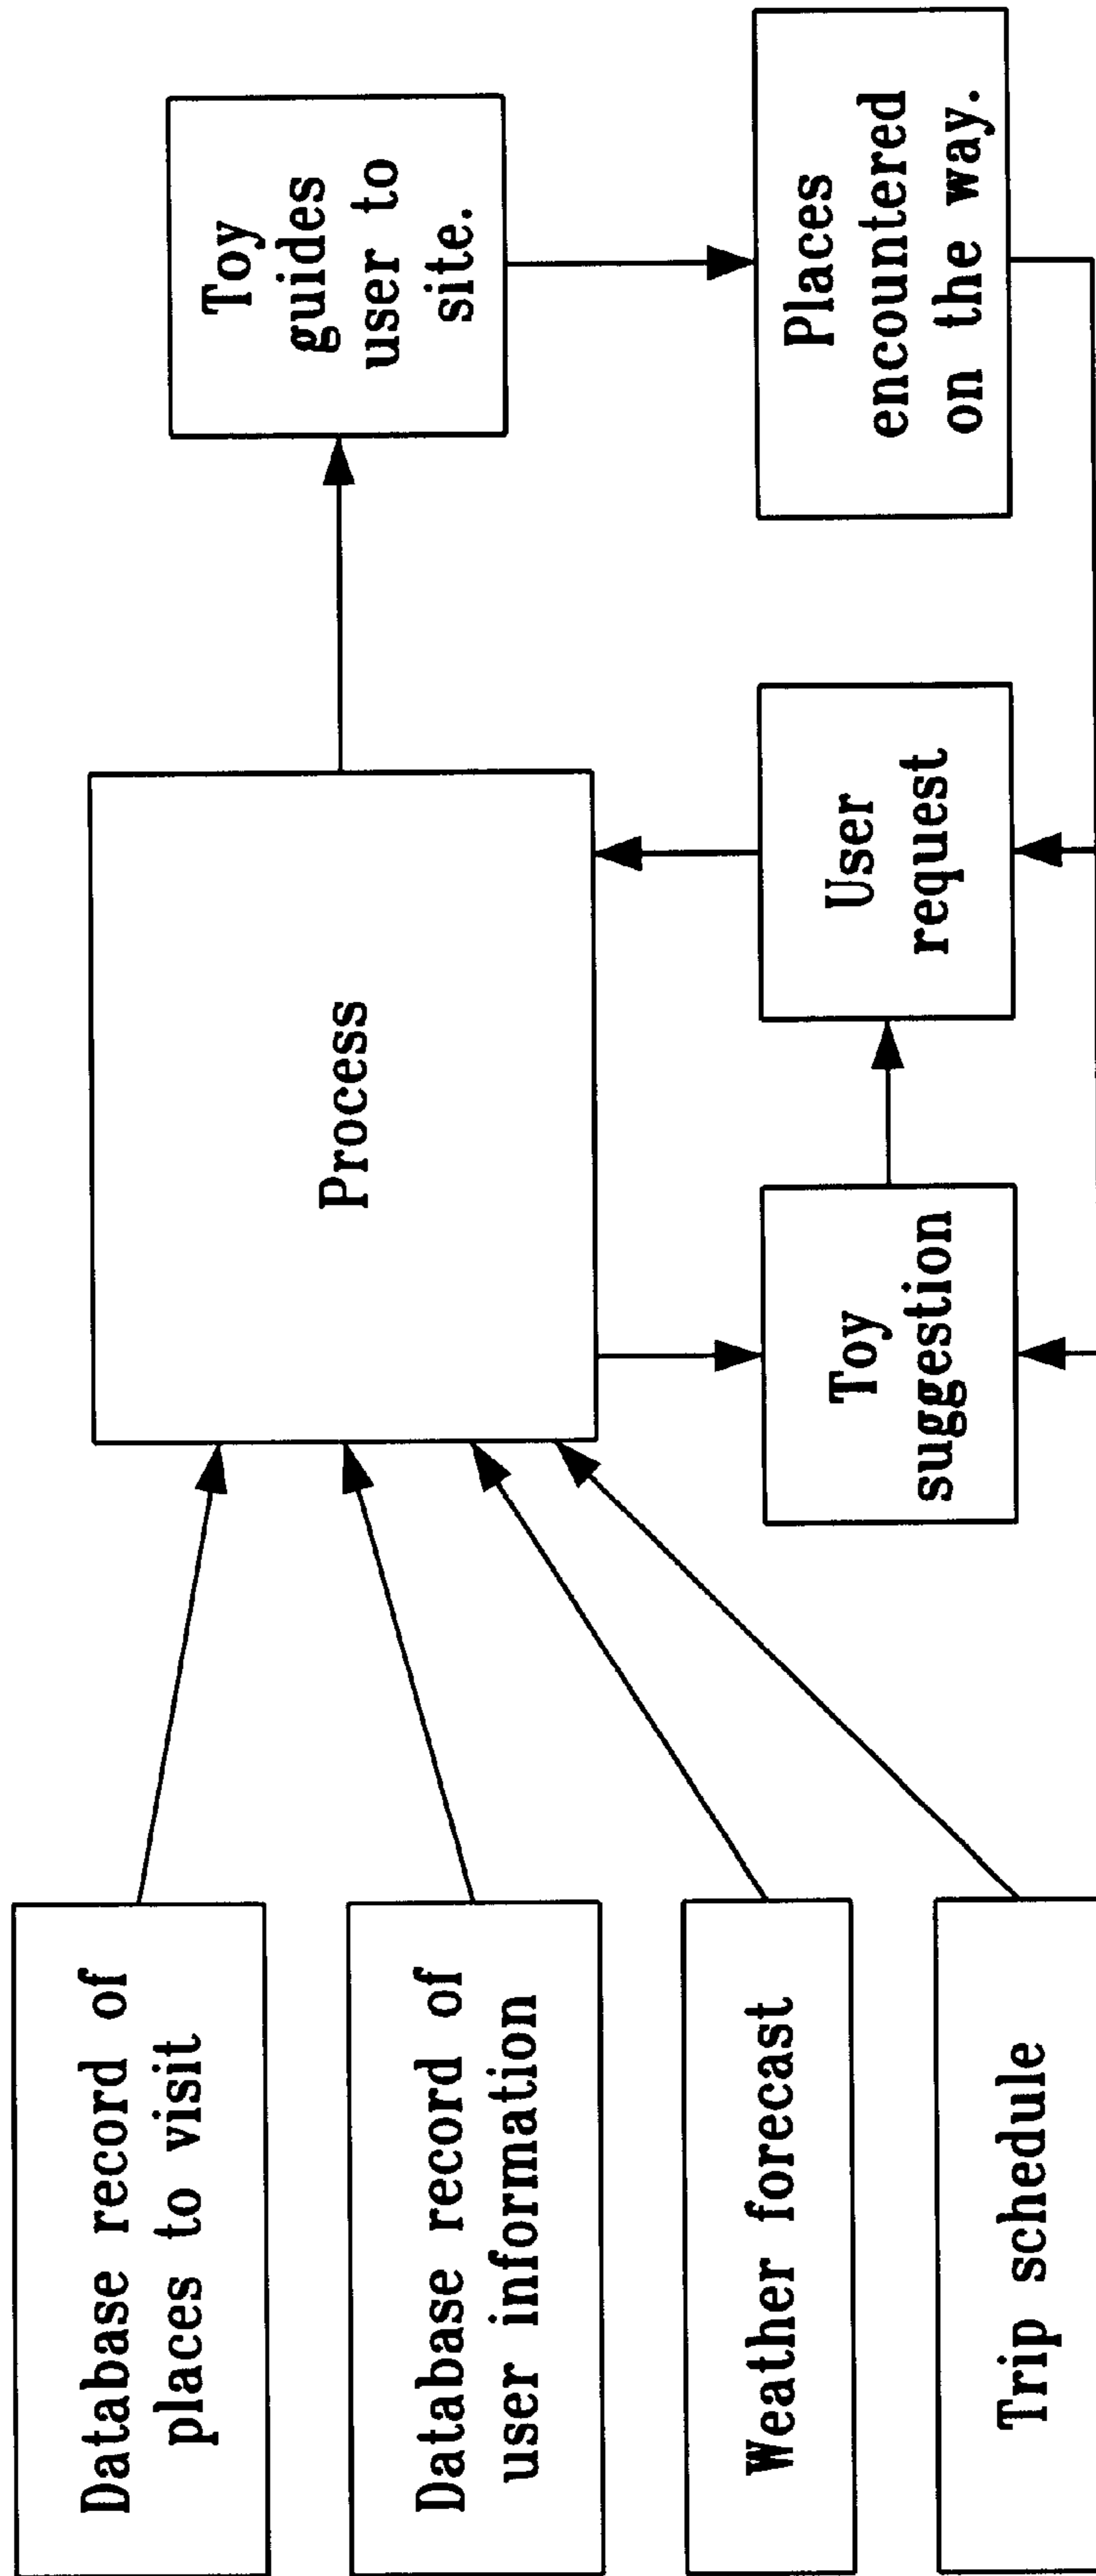 Database record of
places to visit
Database record of
user information
Weather forecast
Trip schedule
Process
Toy
suggestion
User
request
Toy
guides
user to
site.
Places
encountered
on the way.